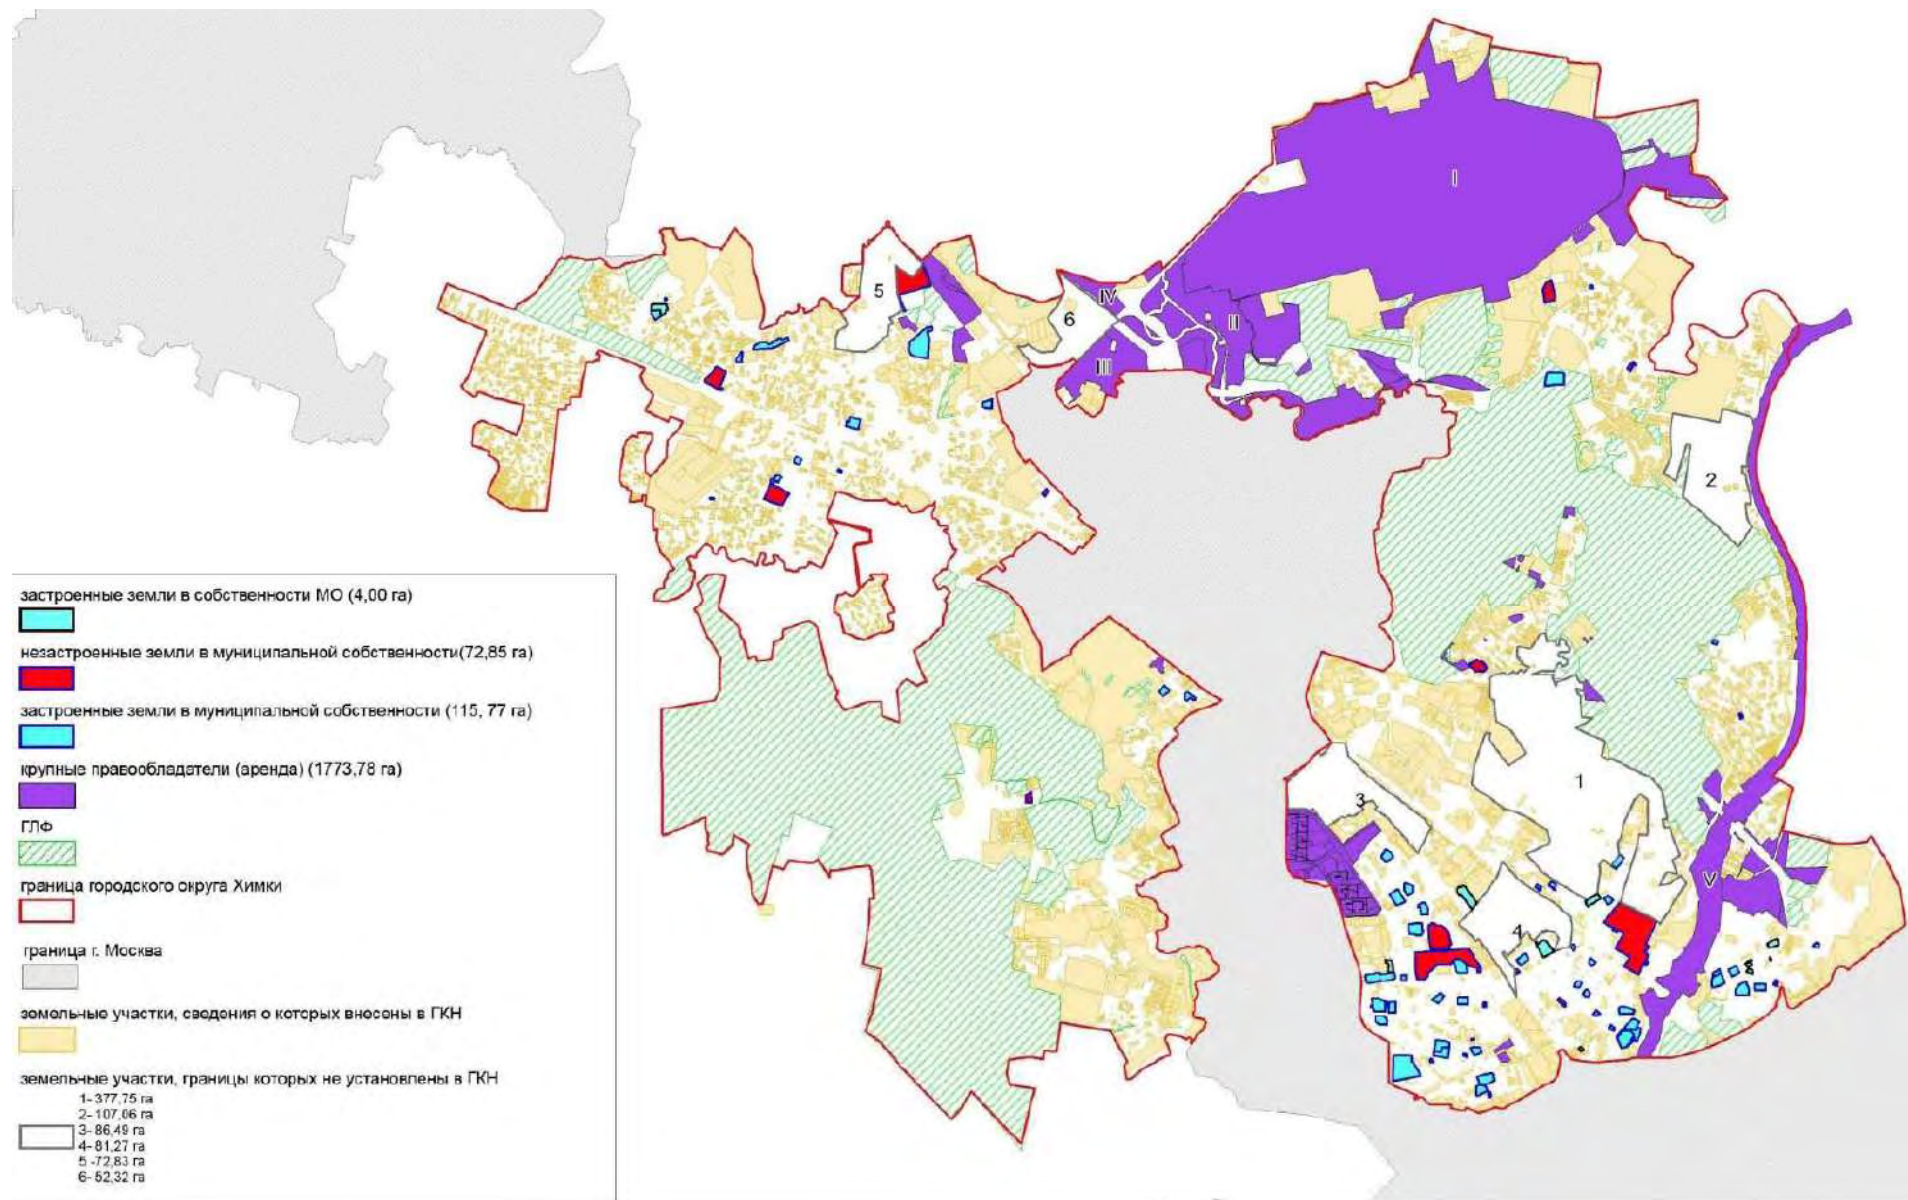 I
5
IV
6
II
III
2
1
3
V
4
застроенные земли в собственности МО (4,00 га)
незастроенные земли в муниципальной собственности(72,85 га)
застроенные земли в муниципальной собственности (115, 77 га)
крупные правообладатели (аренда) (1773,78 га)
ГЛФ
граница городского округа Химки
граница г. Москва
земельные участки, сведения о которых внесены в ГКН
земельные участки, границы которых не установлены в ГКН
1- 377,75 га
2- 107,06 га
3- 86,49 га
4- 81,27 га
5 -72,83 га
6- 52,32 га